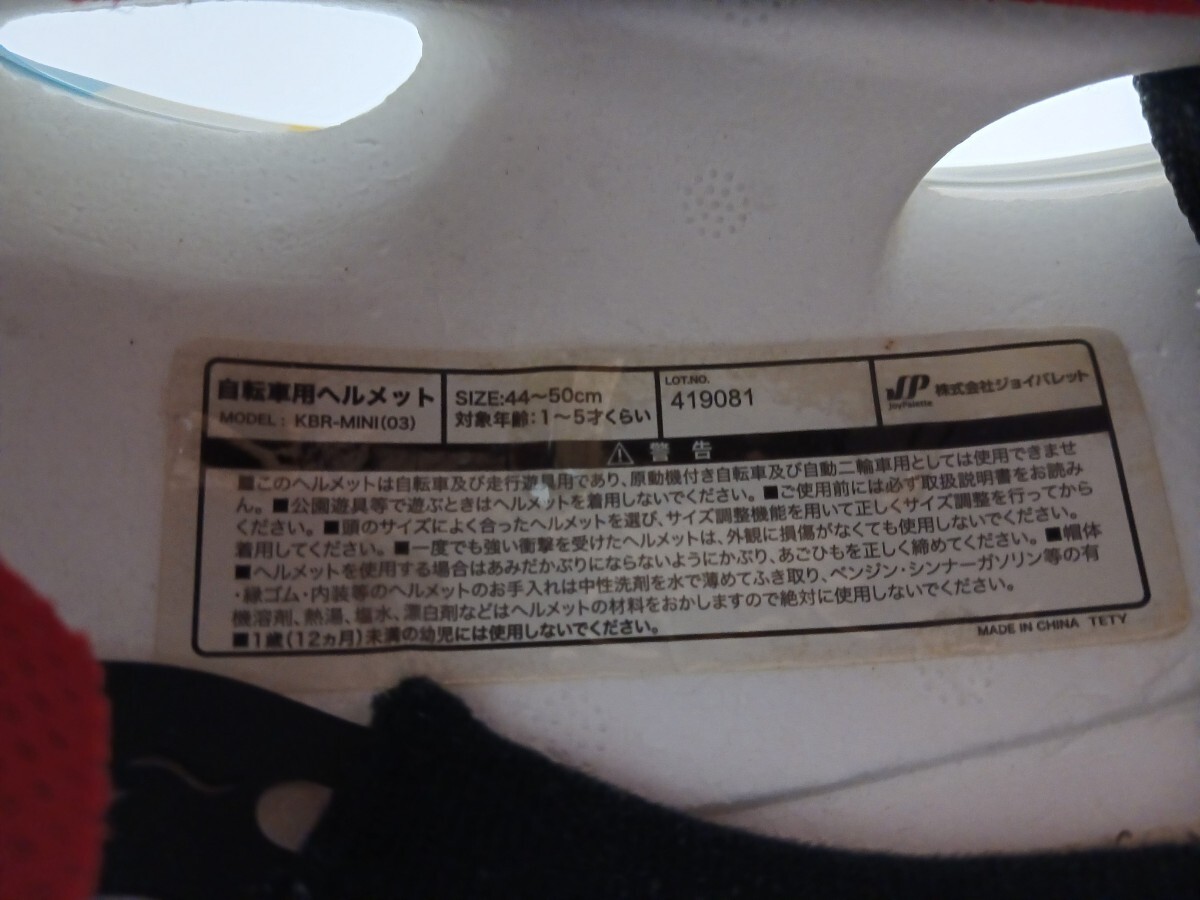 自転車用ヘルメット
MODEL: KBR-MINI(03)
SIZE:44～50cm
対象年齢:1～5才くらい
LOT.NO.
419081
JP
JoyPalette
株式会社ジョイパレット
警告
■このヘルメットは自転車及び走行遊具用であり、原動機付き自転車及び自動二輪車用としては使用できませ
ん。■公園遊具等で遊ぶときはヘルメットを着用しないでください。■ご使用前には必ず取扱説明書をお読み
ください。■頭のサイズによく合ったヘルメットを選び、サイズ調整機能を用いて正しくサイズ調整を行ってから
着用してください。■一度でも強い衝撃を受けたヘルメットは、外観に損傷がなくても使用しないでください。
■ヘルメットを使用する場合はあみだかぶりにならないようにかぶり、あごひもを正しく締めてください。■帽体
・縁ゴム・内装等のヘルメットのお手入れは中性洗剤を水で薄めてふき取り、ベンジン・シンナーガソリン等の有
機溶剤、熱湯、塩水、漂白剤などはヘルメットの材料をおかしますので絶対に使用しないでください。
■1歳(12ヵ月)未満の幼児には使用しないでください。
MADE IN CHINA TETY